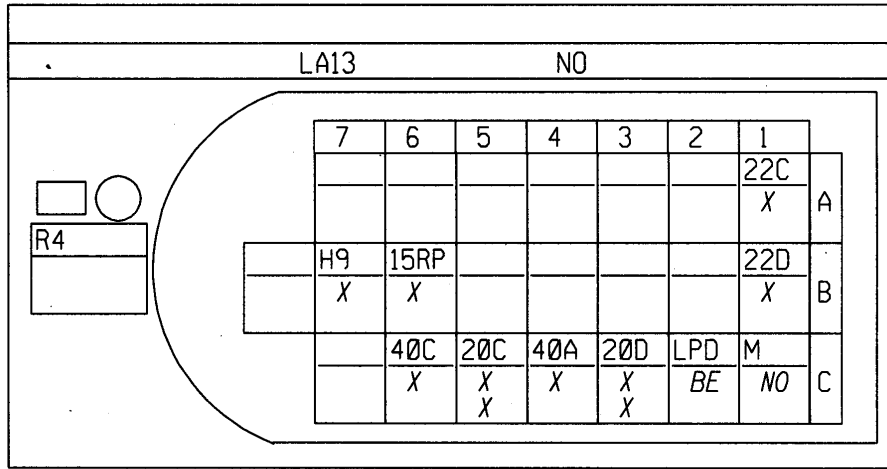 LA13 NO
7 6 5 4 3 2 1
22C
X A
R4
H9 15RP 22D
X X X B
40C 20C 40A 20D LPD M
X X X X BE NO C
X X